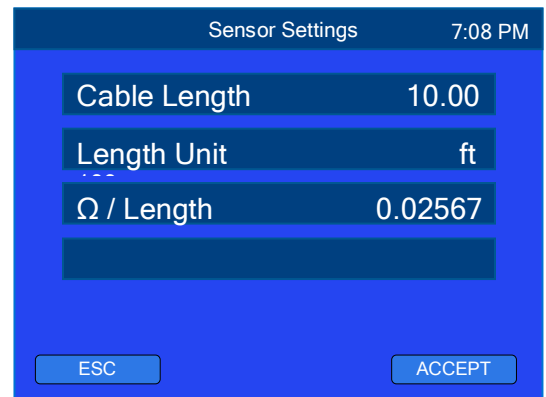 Sensor Settings 7:08 PM
Cable Length 10.00
Length Unit ft
Ω / Length 0.02567
ESC ACCEPT